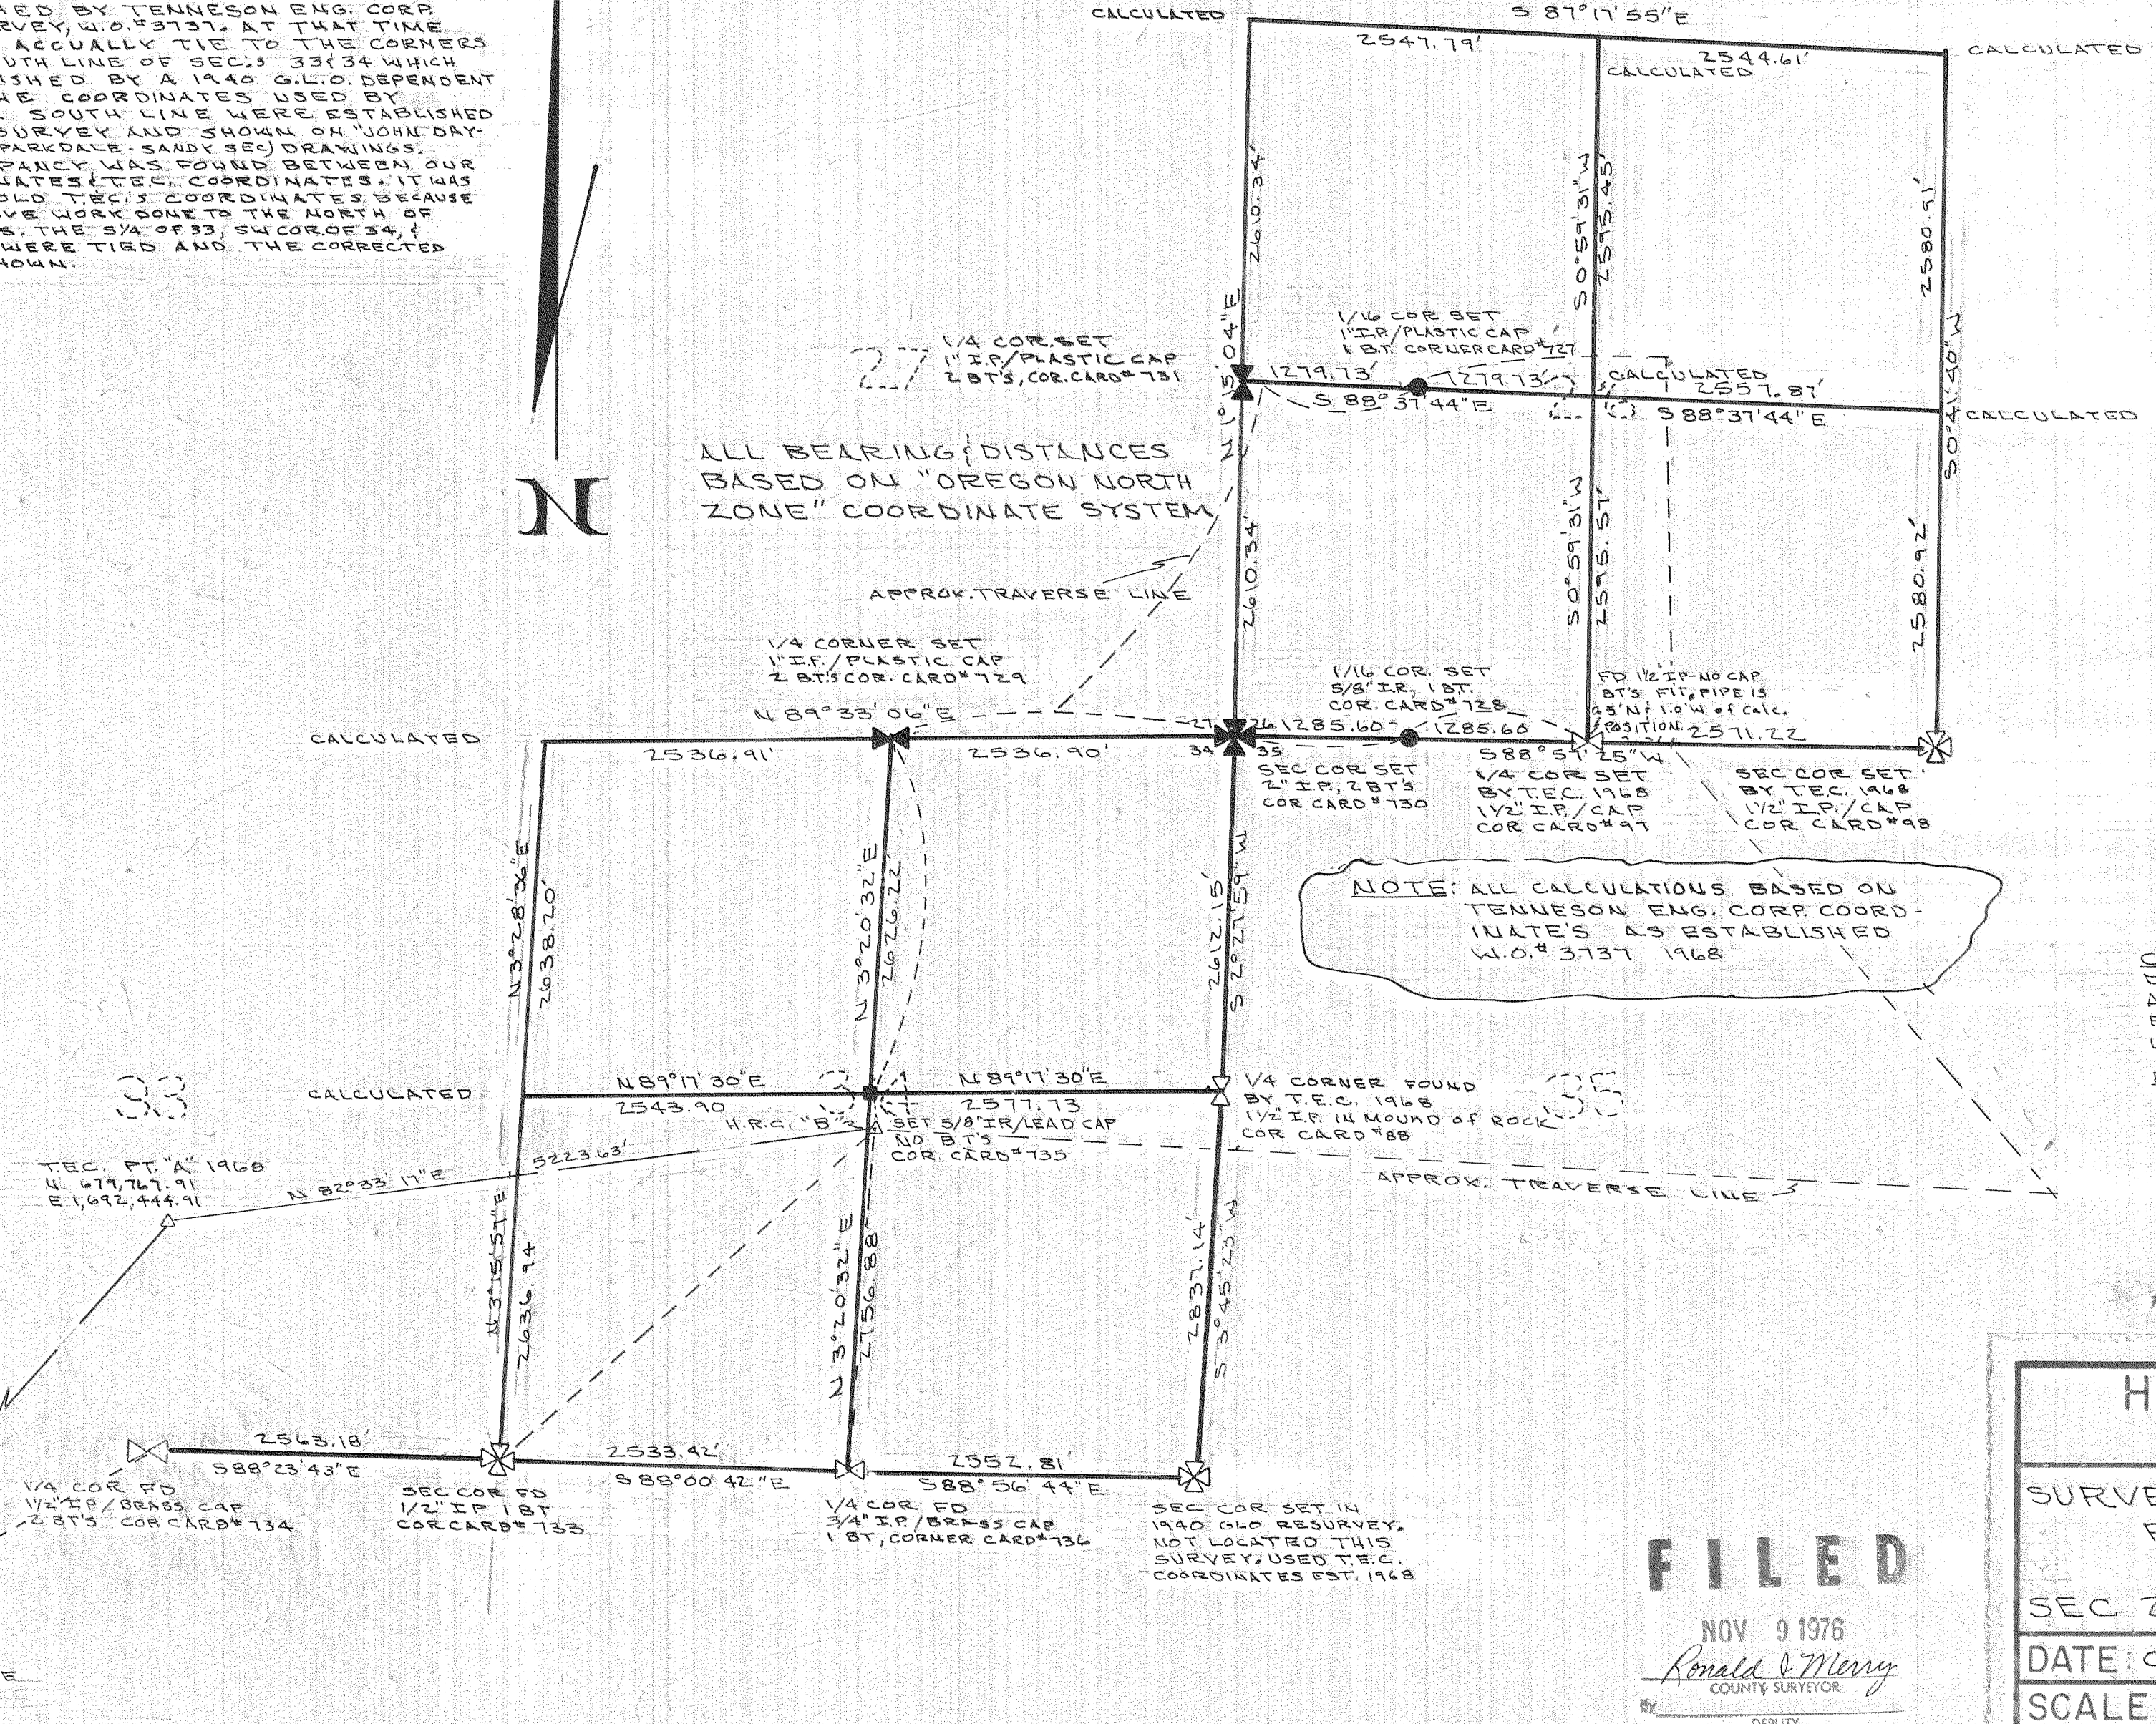 ED BY TENNESON ENG. CORP.
RVEY, W.O. #3737. AT THAT TIME
ACCUALLY TIE TO THE CORNERS
UTH LINE OF SEC.'S 33 & 34 WHICH
ISHED BY A 1940 G.L.O. DEPENDENT
HE COORDINATES USED BY
SOUTH LINE WERE ESTABLISHED
SURVEY AND SHOWN ON "JOHN DAY-
PARKDALE-SANDY SEC) DRAWINGS.
PANCY WAS FOUND BETWEEN OUR
NATES & T.E.C. COORDINATES. IT WAS
OLD T.E.C.'S COORDINATES BECAUSE
VE WORK DONE TO THE NORTH OF
S. THE S1/4 OF 33, SW COR. OF 34, &
WERE TIED AND THE CORRECTED
HOWN.
N
ALL BEARING & DISTANCES
BASED ON "OREGON NORTH
ZONE" COORDINATE SYSTEM
CALCULATED
S 87°17'55"E
2547.79'
2544.61'
CALCULATED
CALCULATED
2610.34'
S 0°59'31"W
2595.45'
2580.91'
N 1°15'04"E
S 0°41'40"W
27
1/4 COR. SET
1" I.P./PLASTIC CAP
2 BT'S, COR. CARD #731
1/16 COR SET
1" I.P./PLASTIC CAP
1 B.T. CORNER CARD #727
1279.73'
1279.73'
S 88°37'44"E
CALCULATED
2557.87'
S 88°37'44"E
CALCULATED
2610.34'
S 0°59'31"W
2595.57'
2580.92'
APPROX. TRAVERSE LINE
1/4 CORNER SET
1" I.P./PLASTIC CAP
2 BT'S COR. CARD #729
N 89°33'06"E
CALCULATED
2536.91'
2536.90'
27 26
34 35
1/16 COR. SET
5/8" I.R., 1 BT.
COR. CARD #728
1285.60
1285.60
FD 1 1/2" IP-NO CAP
BT'S FIT, PIPE IS
0.5'N & 1.0'W of CALC.
POSITION.
2571.22
S 88°57'25"W
SEC COR SET
2" I.P., 2 BT'S
COR CARD #730
1/4 COR SET
BY T.E.C. 1968
1 1/2" I.P./CAP
COR CARD #97
SEC COR SET
BY T.E.C. 1968
1 1/2" I.P./CAP
COR CARD #98
NOTE: ALL CALCULATIONS BASED ON
TENNESON ENG. CORP. COORD-
INATE'S AS ESTABLISHED
W.O. # 3737 1968
N 3°28'36"E
2638.20'
N 3°20'32"E
2626.22'
2612.15'
S 2°27'59"W
33
CALCULATED
N 89°17'30"E
2543.90
N 89°17'30"E
2577.73
H.R.C. "B"
SET 5/8" IR/LEAD CAP
NO BT'S
COR. CARD #735
1/4 CORNER FOUND
BY T.E.C. 1968
1 1/2" I.P. IN MOUND of ROCK
COR CARD #88
35
APPROX. TRAVERSE LINE
T.E.C. PT. "A" 1968
N 679,767.91
E 1,692,444.91
N 82°33'17"E
5223.63'
N 3°15'57"E
2636.94
N 3°20'32"E
2756.88'
2837.14'
S 3°45'23"W
2563.18'
S 88°23'43"E
2533.42'
S 88°00'42"E
2552.81'
S 88°56'44"E
1/4 COR FD
1 1/2" I.P/BRASS CAP
2 BT'S COR CARD #734
SEC COR FD
1/2" I.P. 1 BT
COR CARD #733
1/4 COR FD
3/4" I.P./BRASS CAP
1 BT, CORNER CARD #736
SEC COR SET IN
1940 GLO RESURVEY.
NOT LOCATED THIS
SURVEY. USED T.E.C.
COORDINATES EST. 1968
FILED
NOV 9 1976
Ronald J. Merry
COUNTY SURVEYOR
By
DEPUTY
H
SURVE
SEC 2
DATE: O
SCALE
E